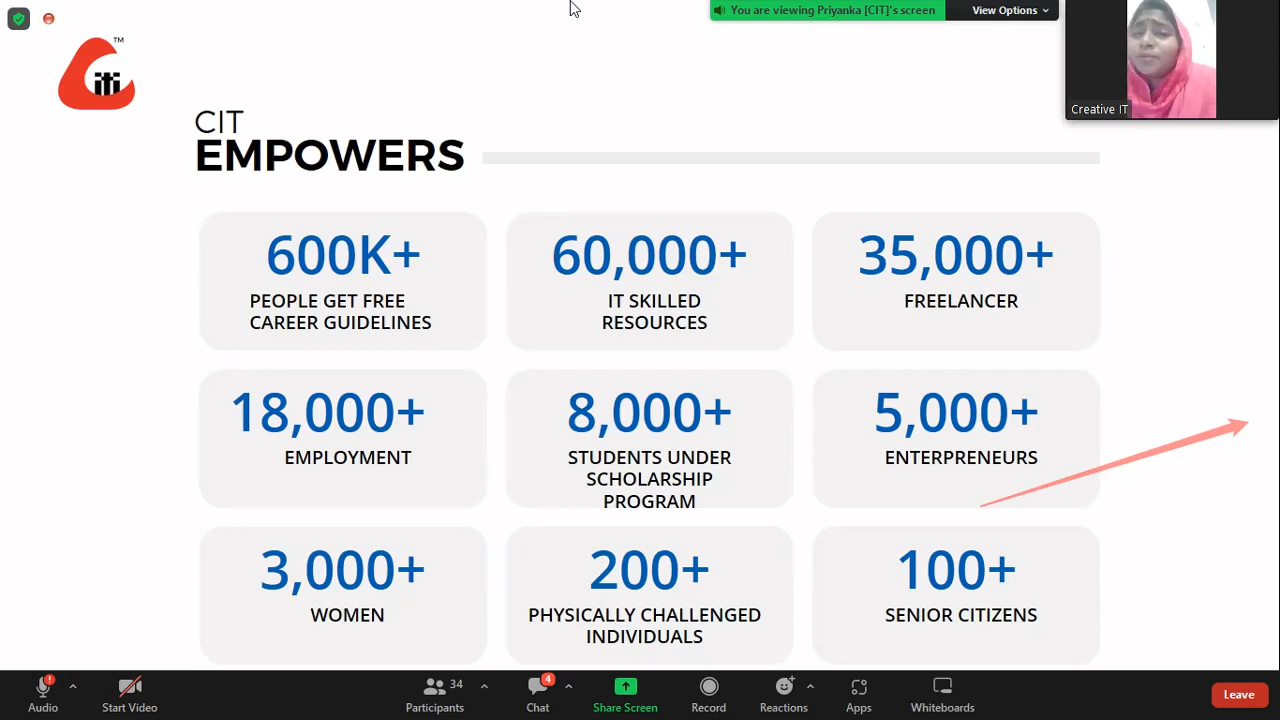 You are viewing Priyanka [CIT]'s screen
View Options
™
iti
Creative IT
CIT
EMPOWERS
600K+
PEOPLE GET FREE
CAREER GUIDELINES
60,000+
IT SKILLED
RESOURCES
35,000+
FREELANCER
18,000+
EMPLOYMENT
8,000+
STUDENTS UNDER
SCHOLARSHIP
PROGRAM
5,000+
ENTERPRENEURS
3,000+
WOMEN
200+
PHYSICALLY CHALLENGED
INDIVIDUALS
100+
SENIOR CITIZENS
Audio
Start Video
34
Participants
4
Chat
Share Screen
Record
Reactions
Apps
Whiteboards
Leave